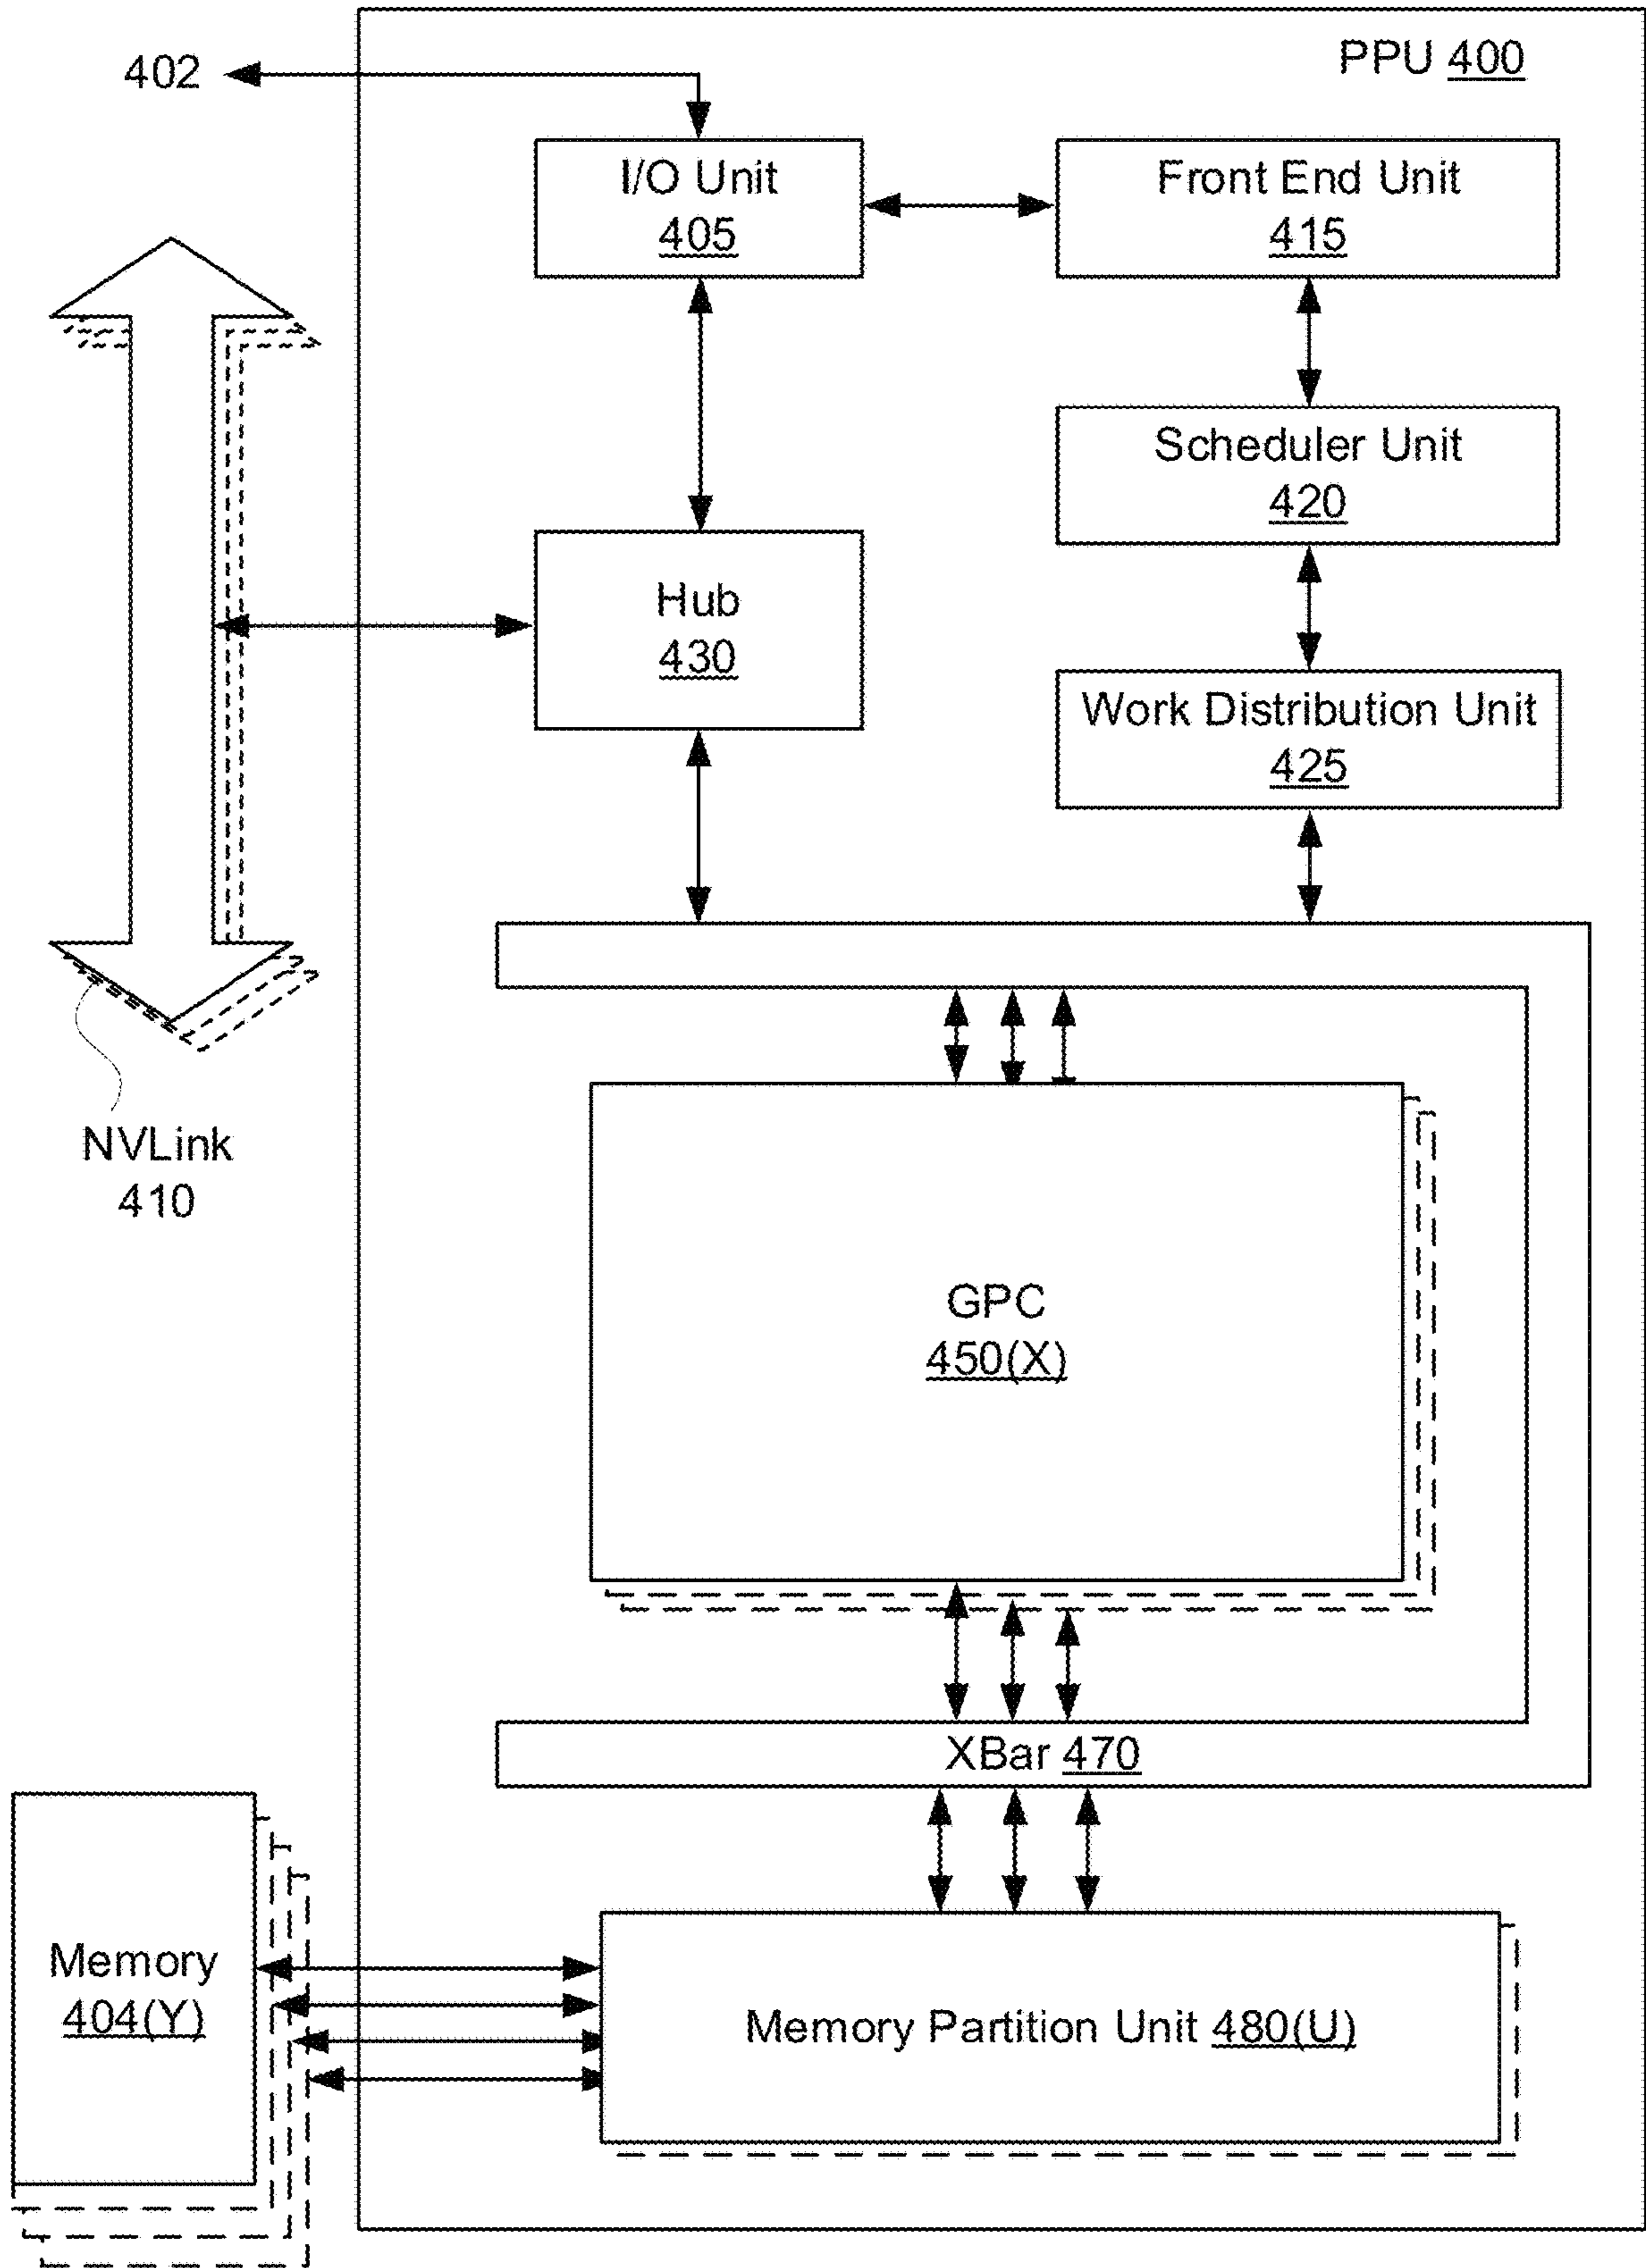 PPU 400
402
I/O Unit
405
Front End Unit
415
Scheduler Unit
420
Hub
430
Work Distribution Unit
425
NVLink
410
GPC
450(X)
XBar 470
Memory
404(Y)
Memory Partition Unit 480(U)